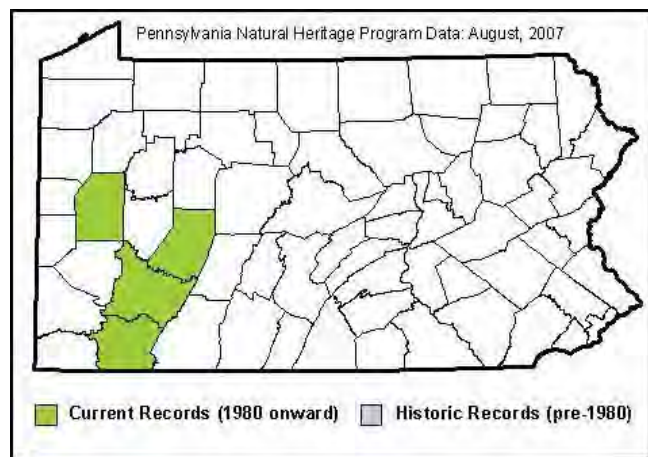 Pennsylvania Natural Heritage Program Data: August, 2007
Current Records (1980 onward) Historic Records (pre-1980)